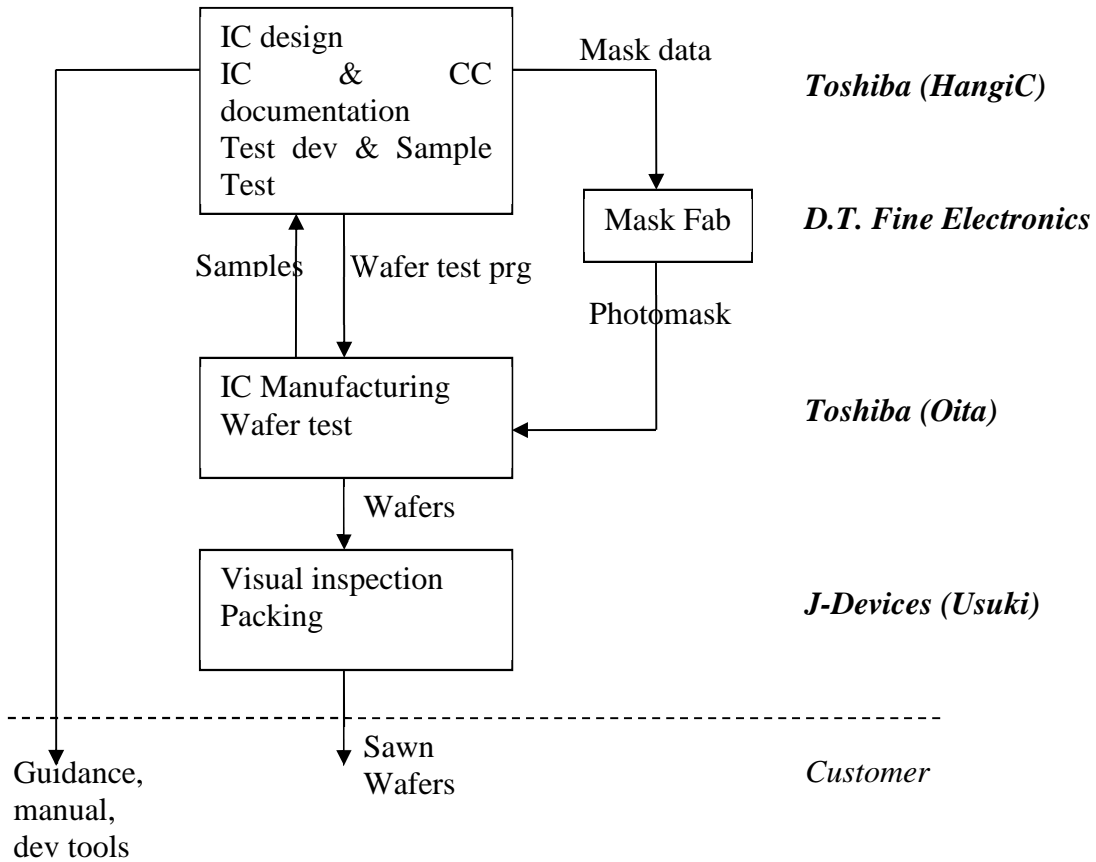 IC design
IC & CC
documentation
Test dev & Sample
Test
Mask data
Toshiba (HangiC)
Mask Fab
D.T. Fine Electronics
Samples
Wafer test prg
Photomask
IC Manufacturing
Wafer test
Toshiba (Oita)
Wafers
Visual inspection
Packing
J-Devices (Usuki)
Sawn
Wafers
Customer
Guidance,
manual,
dev tools